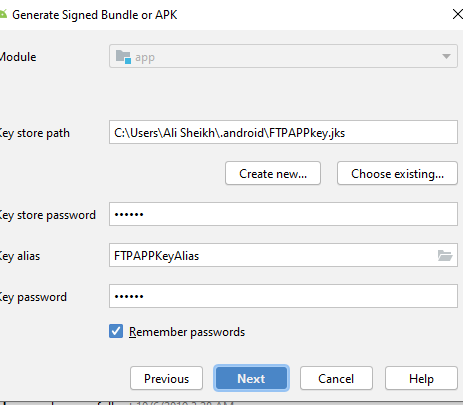 Generate Signed Bundle or APK
Module
app
Key store path
C:\Users\Ali Sheikh\.android\FTPAPPkey.jks
Create new...
Choose existing...
Key store password
••••••
Key alias
FTPAPPKeyAlias
Key password
••••••
Remember passwords
Previous
Next
Cancel
Help